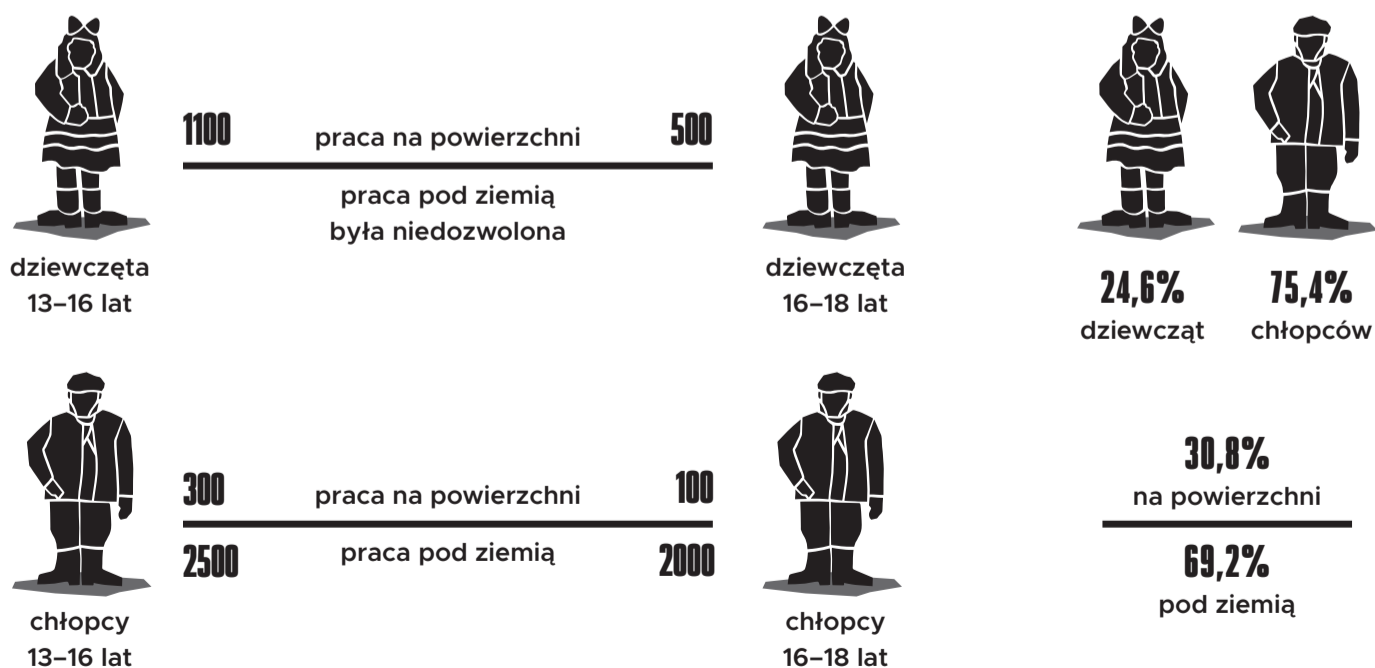 1100
praca na powierzchni
500
praca pod ziemią
była niedozwolona
dziewczęta
13–16 lat
dziewczęta
16–18 lat
24,6%
dziewcząt
75,4%
chłopców
300
praca na powierzchni
100
2500
praca pod ziemią
2000
chłopcy
13–16 lat
chłopcy
16–18 lat
30,8%
na powierzchni
69,2%
pod ziemią